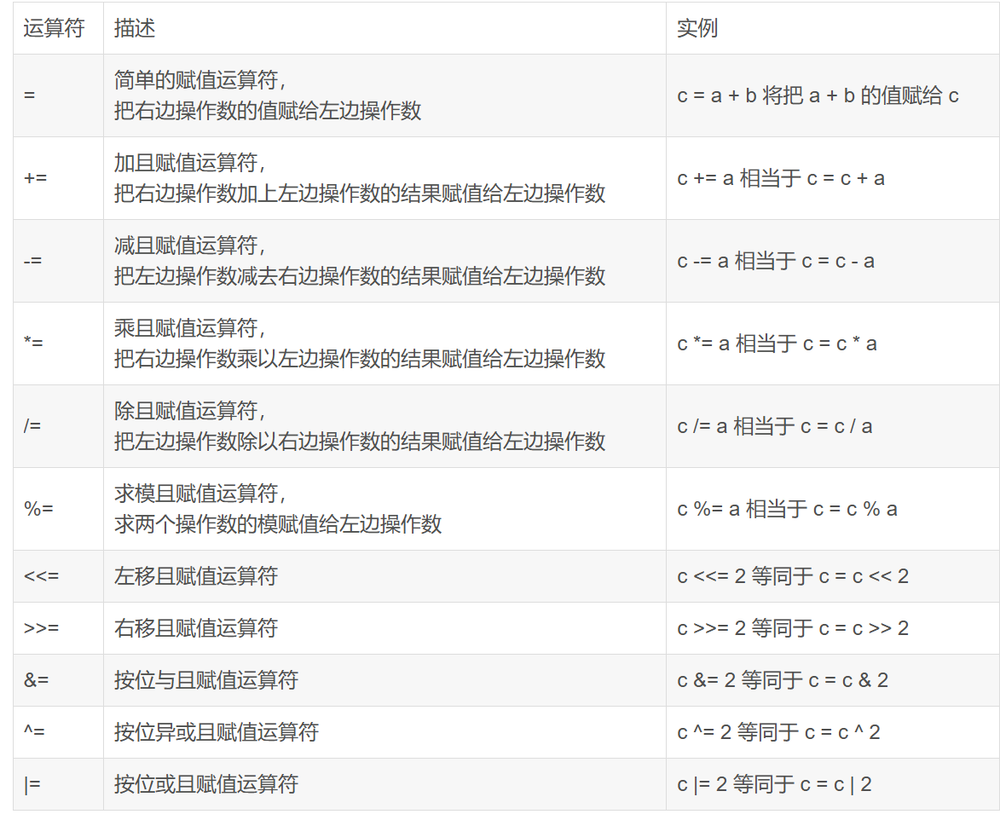 运算符 描述 实例
= 简单的赋值运算符，
把右边操作数的值赋给左边操作数 c = a + b 将把 a + b 的值赋给 c
+= 加且赋值运算符，
把右边操作数加上左边操作数的结果赋值给左边操作数 c += a 相当于 c = c + a
-= 减且赋值运算符，
把左边操作数减去右边操作数的结果赋值给左边操作数 c -= a 相当于 c = c - a
*= 乘且赋值运算符，
把右边操作数乘以左边操作数的结果赋值给左边操作数 c *= a 相当于 c = c * a
/= 除且赋值运算符，
把左边操作数除以右边操作数的结果赋值给左边操作数 c /= a 相当于 c = c / a
%= 求模且赋值运算符，
求两个操作数的模赋值给左边操作数 c %= a 相当于 c = c % a
<<= 左移且赋值运算符 c <<= 2 等同于 c = c << 2
>>= 右移且赋值运算符 c >>= 2 等同于 c = c >> 2
&= 按位与且赋值运算符 c &= 2 等同于 c = c & 2
^= 按位异或且赋值运算符 c ^= 2 等同于 c = c ^ 2
|= 按位或且赋值运算符 c |= 2 等同于 c = c | 2